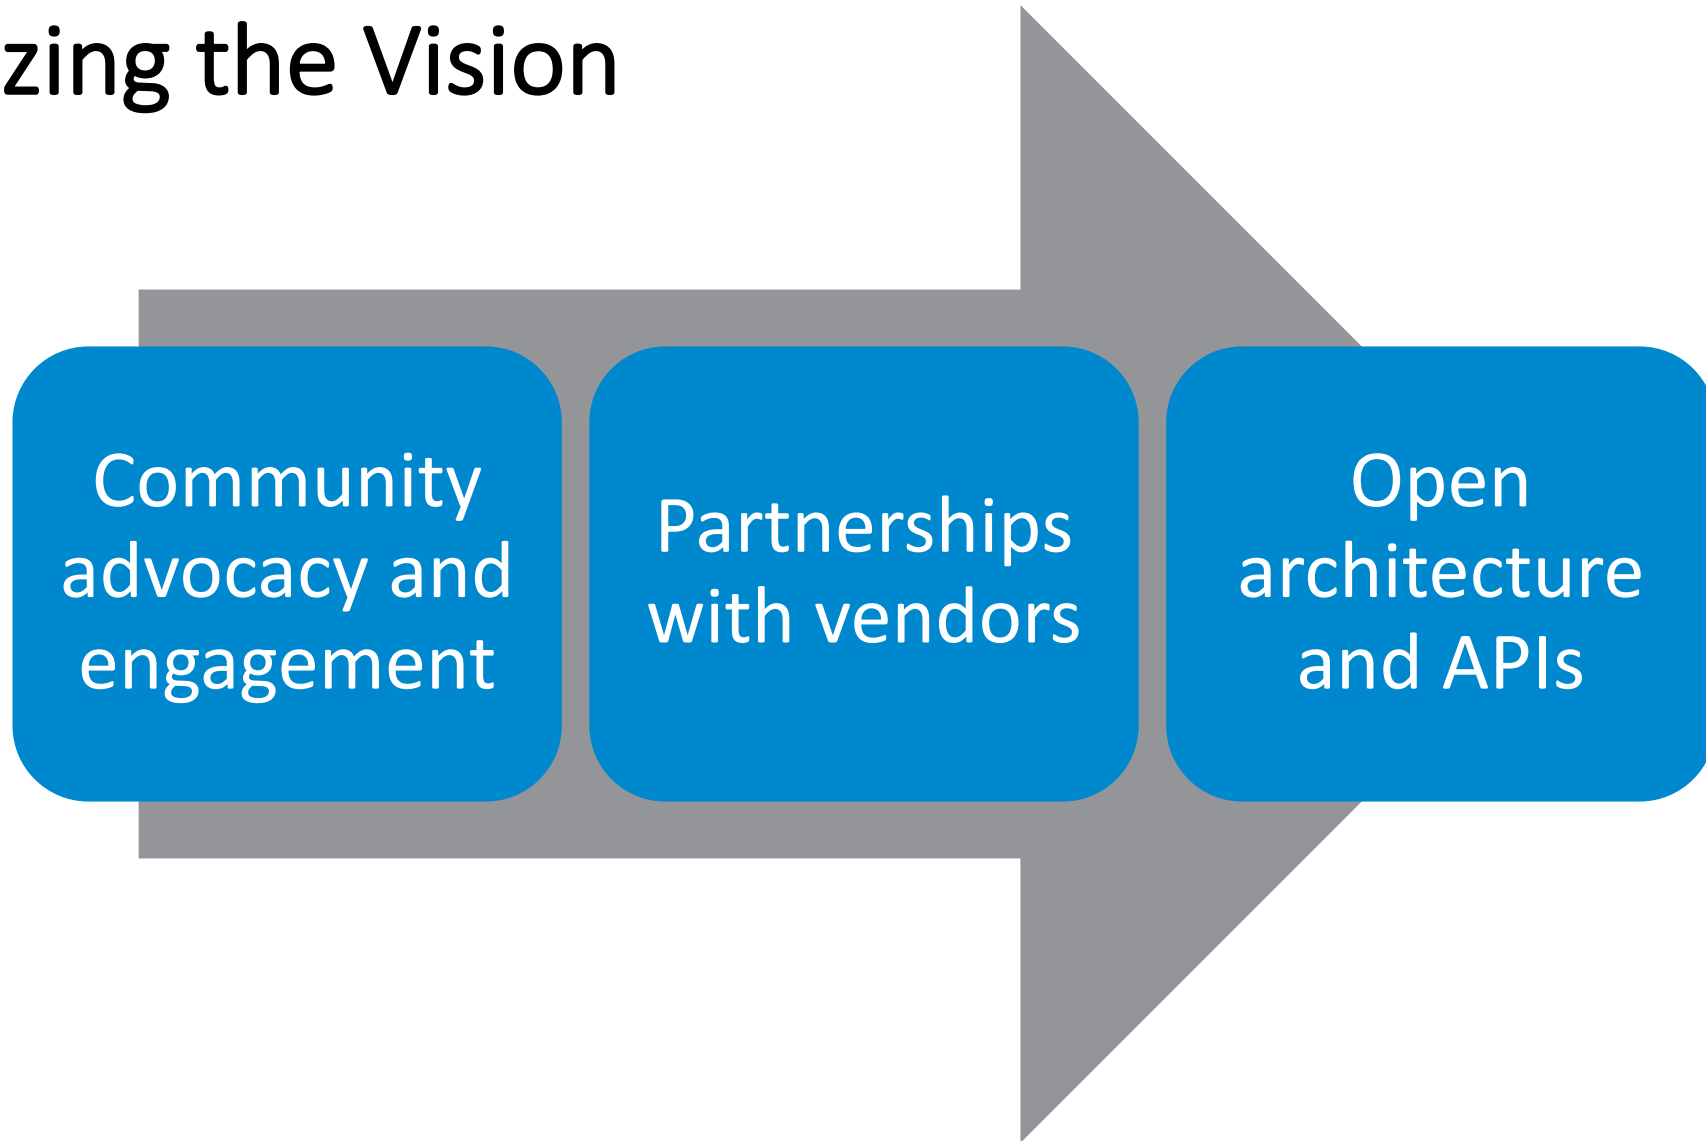 zing the Vision
Community
advocacy and
engagement
Partnerships
with vendors
Open
architecture
and APIs